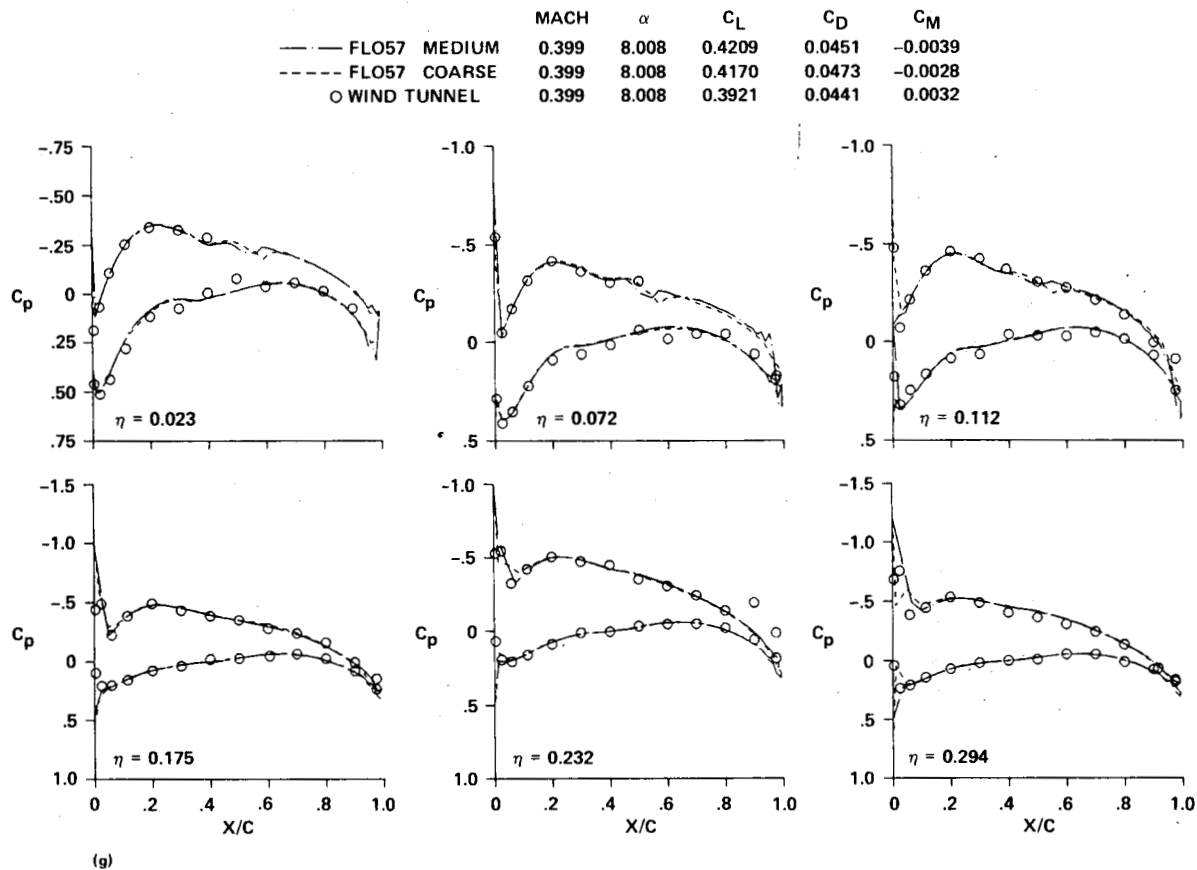 MACH α C_L C_D C_M
FLO57 MEDIUM 0.399 8.008 0.4209 0.0451 −0.0039
FLO57 COARSE 0.399 8.008 0.4170 0.0473 −0.0028
WIND TUNNEL 0.399 8.008 0.3921 0.0441 0.0032
−.75
−.50
−.25
0
.25
.50
.75
C_p
η = 0.023
−1.0
−.5
0
.5
C_p
η = 0.072
−1.0
−.5
0
.5
C_p
η = 0.112
−1.5
−1.0
−.5
0
.5
1.0
C_p
η = 0.175
0 .2 .4 .6 .8 1.0
X/C
−1.0
−.5
0
.5
1.0
C_p
η = 0.232
0 .2 .4 .6 .8 1.0
X/C
−1.5
−1.0
−.5
0
.5
1.0
C_p
η = 0.294
0 .2 .4 .6 .8 1.0
X/C
(g)